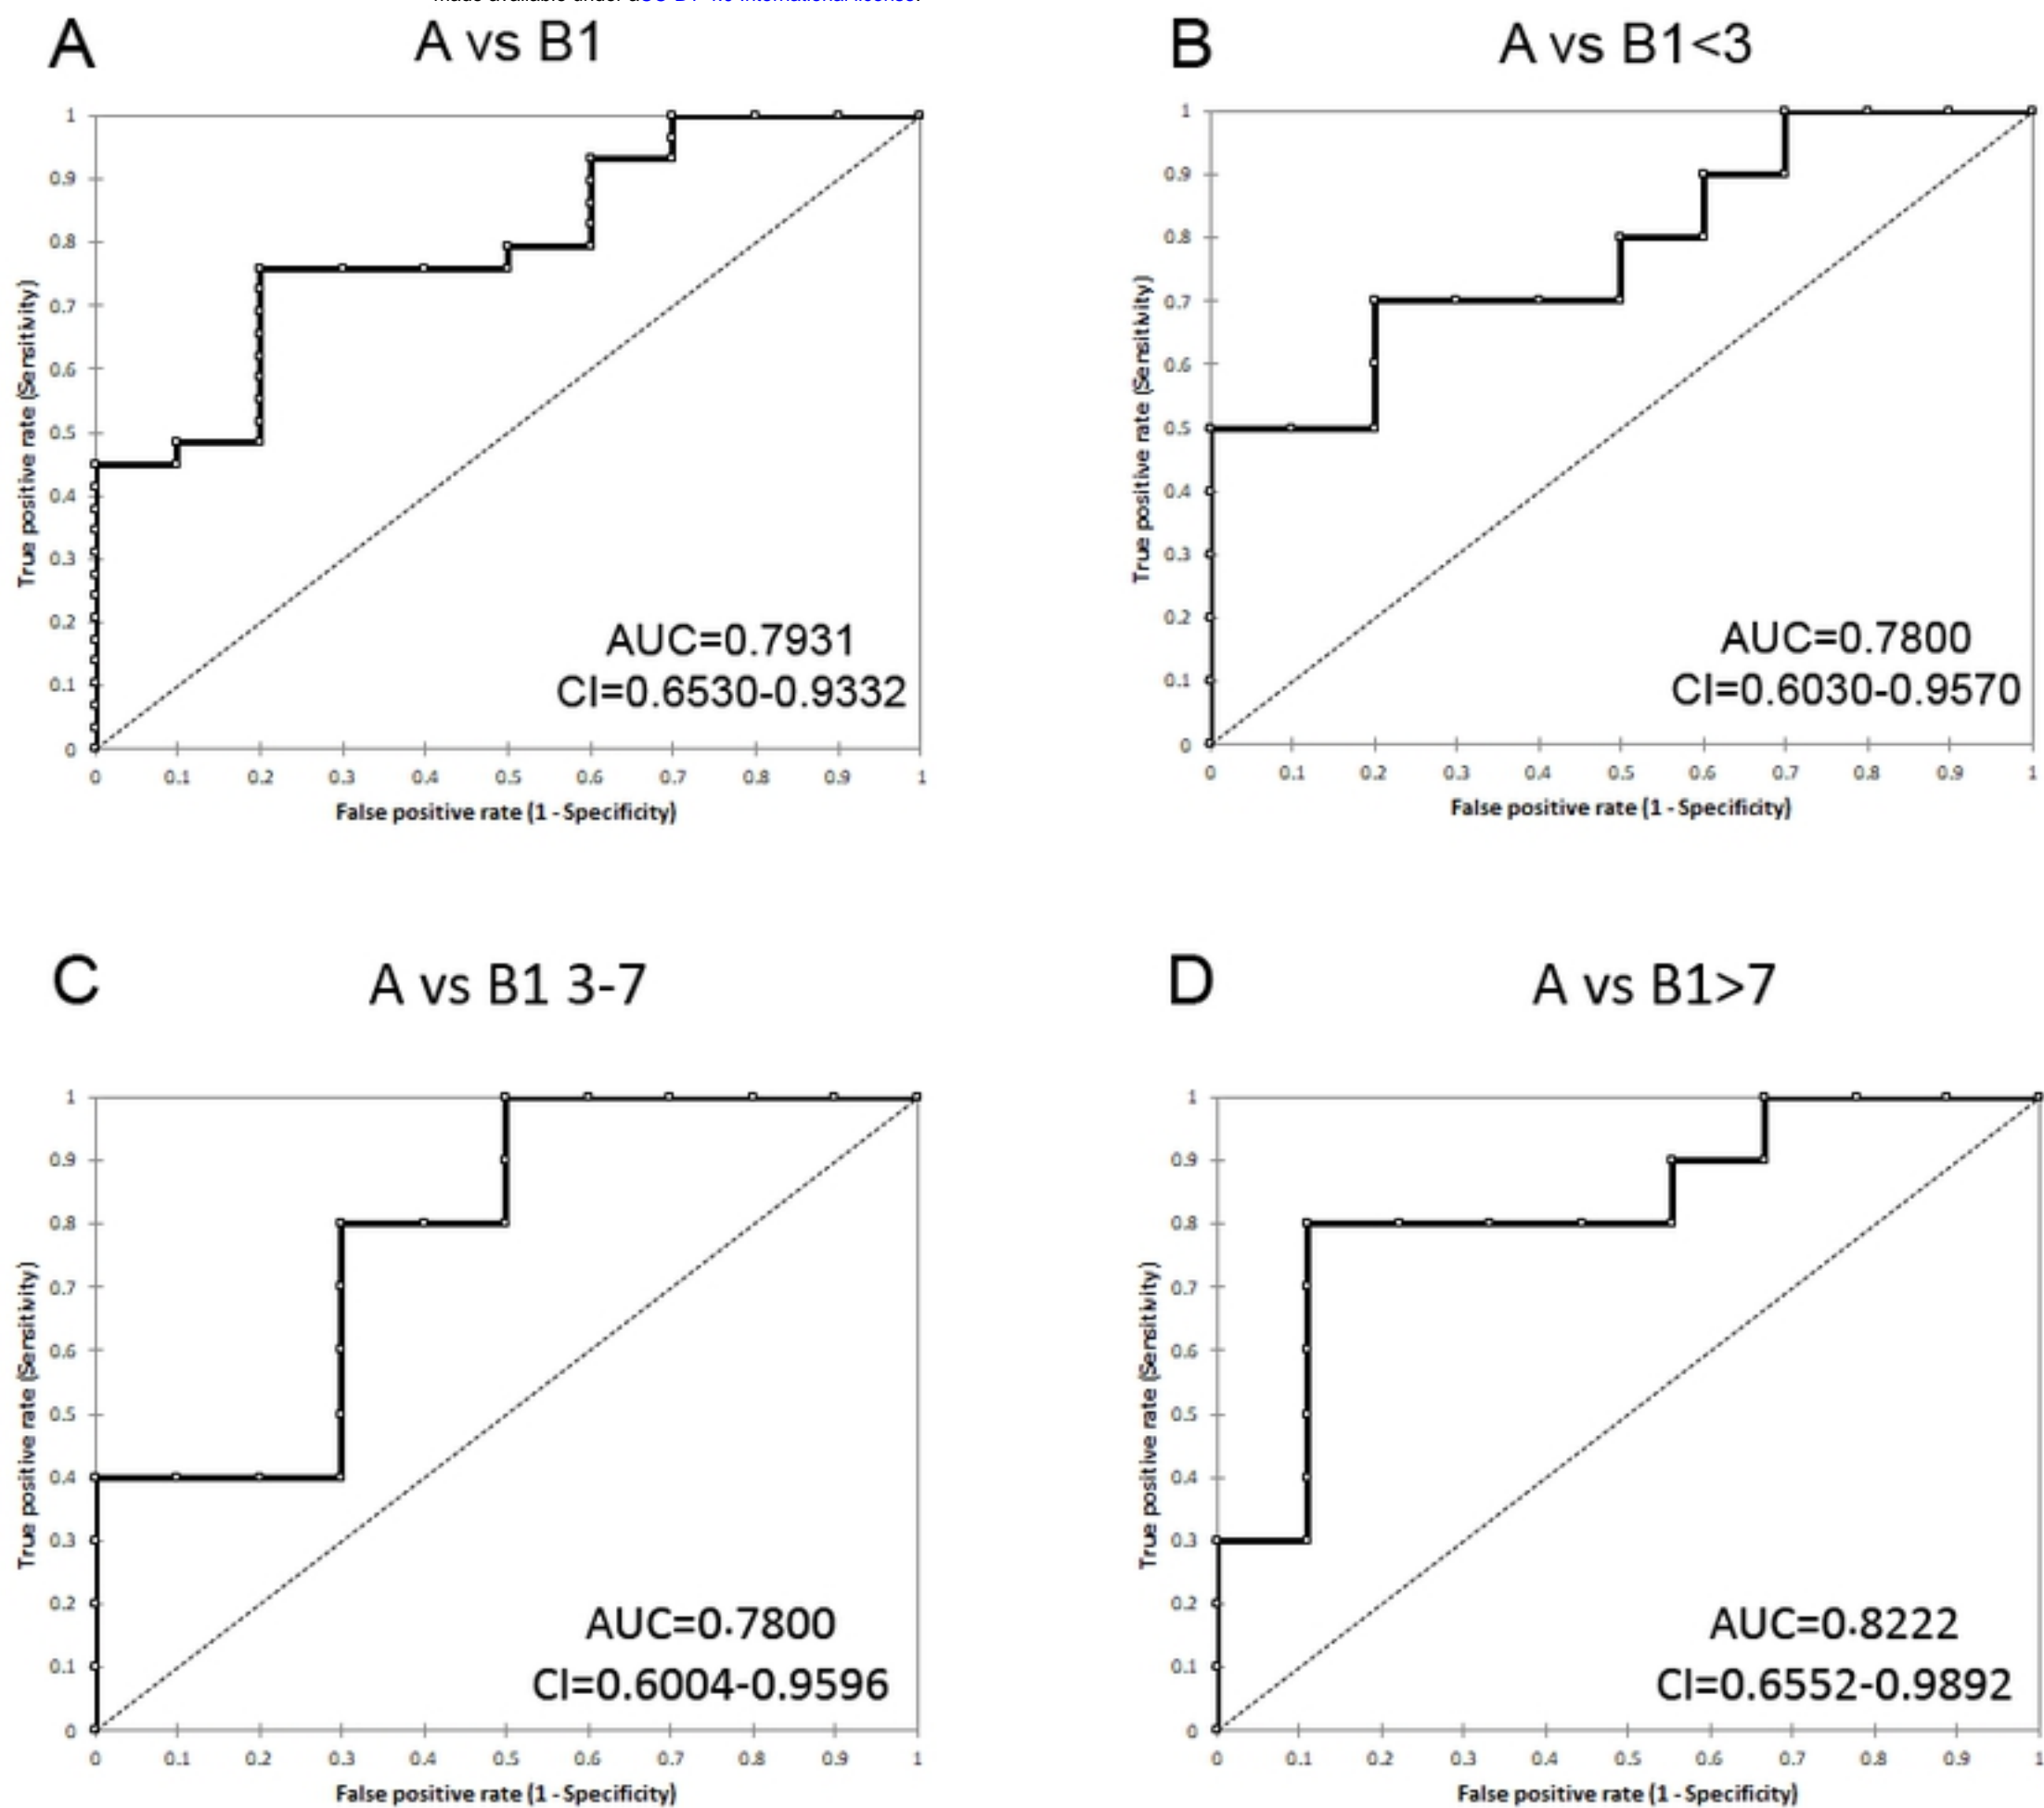 made available under aCC-BY 4.0 International license.
A
A vs B1
True positive rate (Sensitivity)
1
0.9
0.8
0.7
0.6
0.5
0.4
0.3
0.2
0.1
0
AUC=0.7931
CI=0.6530-0.9332
0 0.1 0.2 0.3 0.4 0.5 0.6 0.7 0.8 0.9 1
False positive rate (1 - Specificity)
B
A vs B1<3
True positive rate (Sensitivity)
1
0.9
0.8
0.7
0.6
0.5
0.4
0.3
0.2
0.1
0
AUC=0.7800
CI=0.6030-0.9570
0 0.1 0.2 0.3 0.4 0.5 0.6 0.7 0.8 0.9 1
False positive rate (1 - Specificity)
C
A vs B1 3-7
True positive rate (Sensitivity)
1
0.9
0.8
0.7
0.6
0.5
0.4
0.3
0.2
0.1
0
AUC=0.7800
CI=0.6004-0.9596
0 0.1 0.2 0.3 0.4 0.5 0.6 0.7 0.8 0.9 1
False positive rate (1 - Specificity)
D
A vs B1>7
True positive rate (Sensitivity)
1
0.9
0.8
0.7
0.6
0.5
0.4
0.3
0.2
0.1
0
AUC=0.8222
CI=0.6552-0.9892
0 0.1 0.2 0.3 0.4 0.5 0.6 0.7 0.8 0.9 1
False positive rate (1 - Specificity)